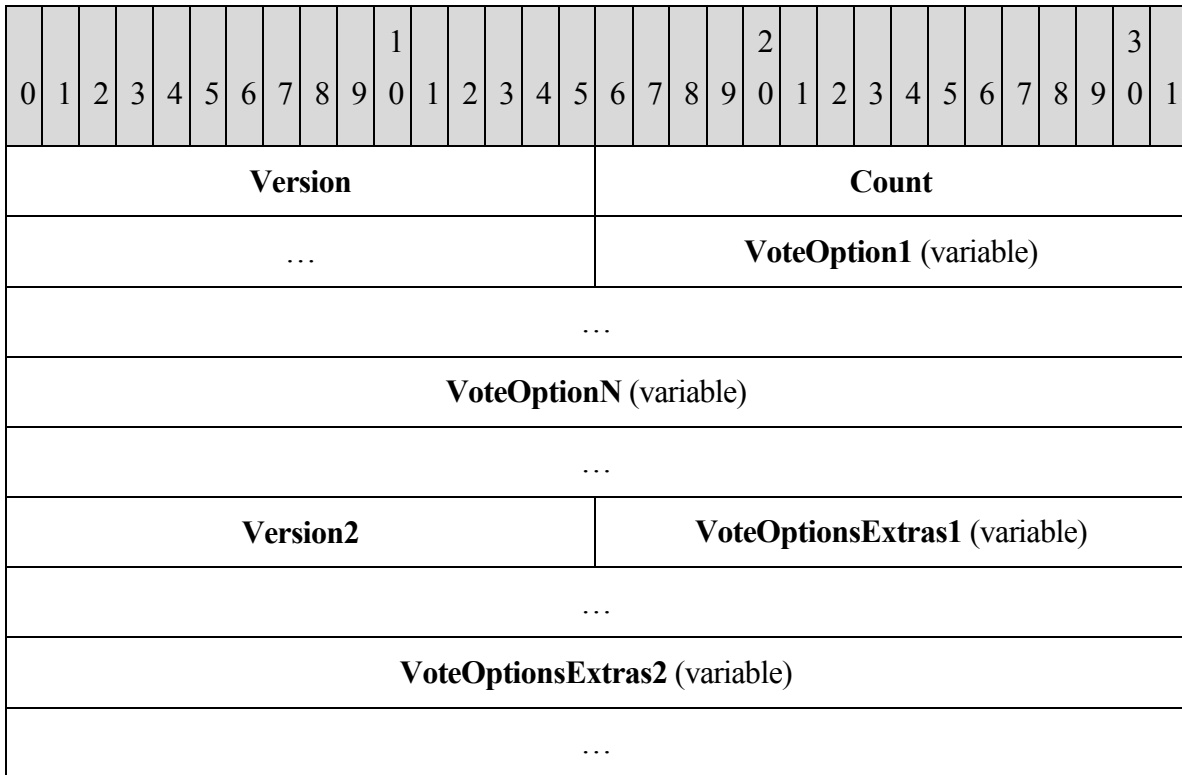 1 2 3
0 1 2 3 4 5 6 7 8 9 0 1 2 3 4 5 6 7 8 9 0 1 2 3 4 5 6 7 8 9 0 1
Version Count
… VoteOption1 (variable)
…
VoteOptionN (variable)
…
Version2 VoteOptionsExtras1 (variable)
…
VoteOptionsExtras2 (variable)
…